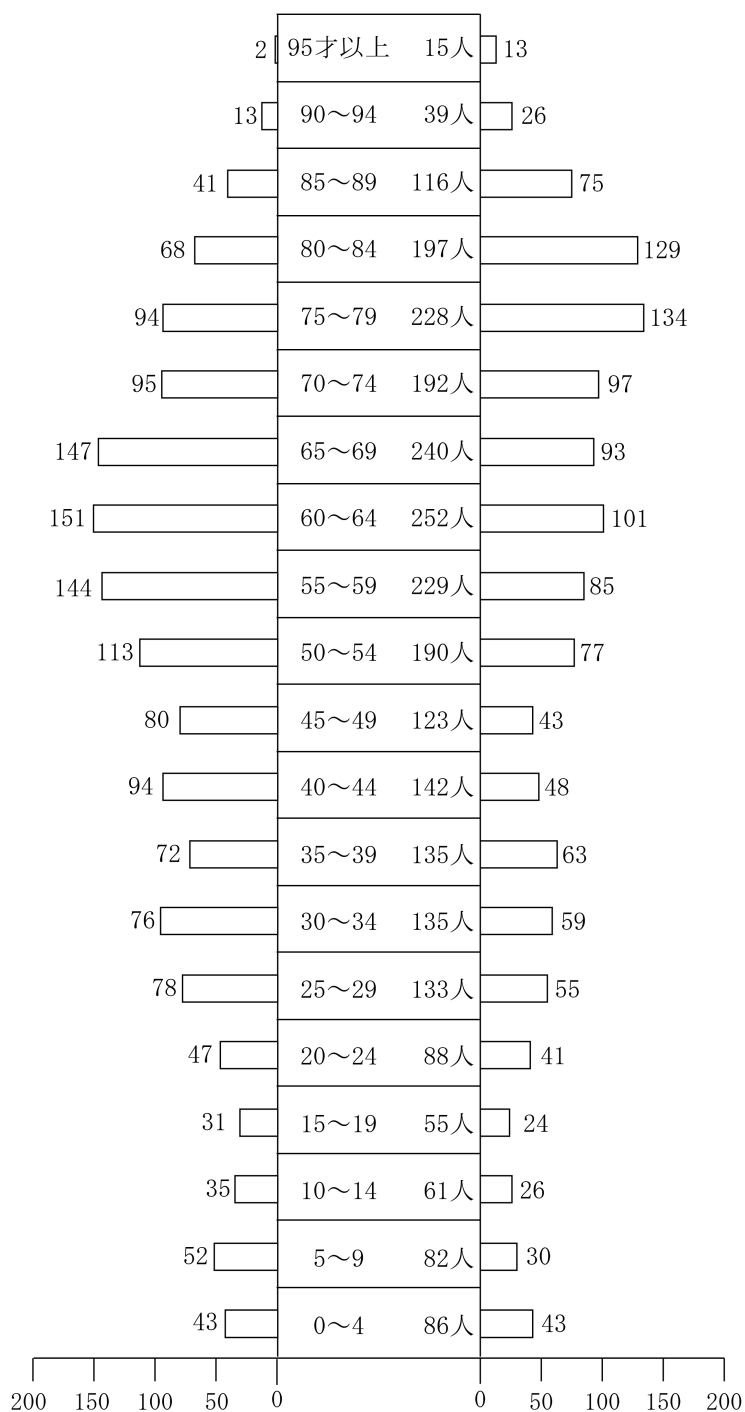 2 95才以上 15人 13
13 90～94 39人 26
41 85～89 116人 75
68 80～84 197人 129
94 75～79 228人 134
95 70～74 192人 97
147 65～69 240人 93
151 60～64 252人 101
144 55～59 229人 85
113 50～54 190人 77
80 45～49 123人 43
94 40～44 142人 48
72 35～39 135人 63
76 30～34 135人 59
78 25～29 133人 55
47 20～24 88人 41
31 15～19 55人 24
35 10～14 61人 26
52 5～9 82人 30
43 0～4 86人 43
200 150 100 50 0 0 50 100 150 200